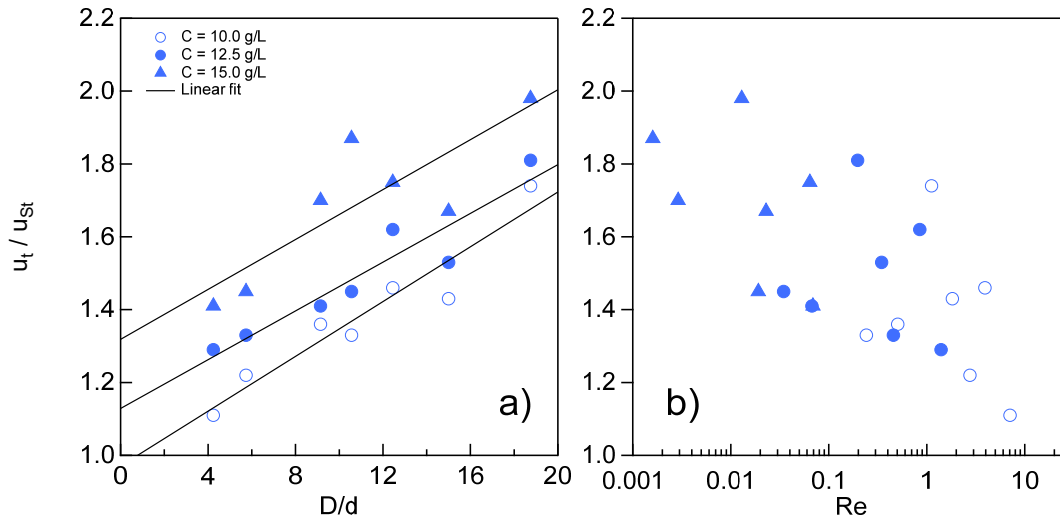 2.2
2.0
1.8
1.6
1.4
1.2
1.0
u_t / u_St
C = 10.0 g/L
C = 12.5 g/L
C = 15.0 g/L
Linear fit
a)
0 4 8 12 16 20
D/d
2.2
2.0
1.8
1.6
1.4
1.2
1.0
b)
0.001 0.01 0.1 1 10
Re